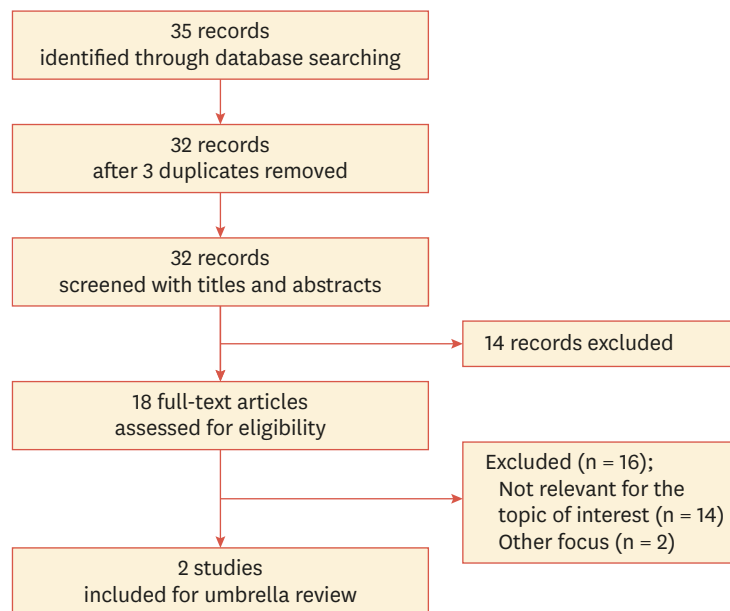 35 records
identified through database searching
32 records
after 3 duplicates removed
32 records
screened with titles and abstracts
14 records excluded
18 full-text articles
assessed for eligibility
Excluded (n = 16);
Not relevant for the
topic of interest (n = 14)
Other focus (n = 2)
2 studies
included for umbrella review